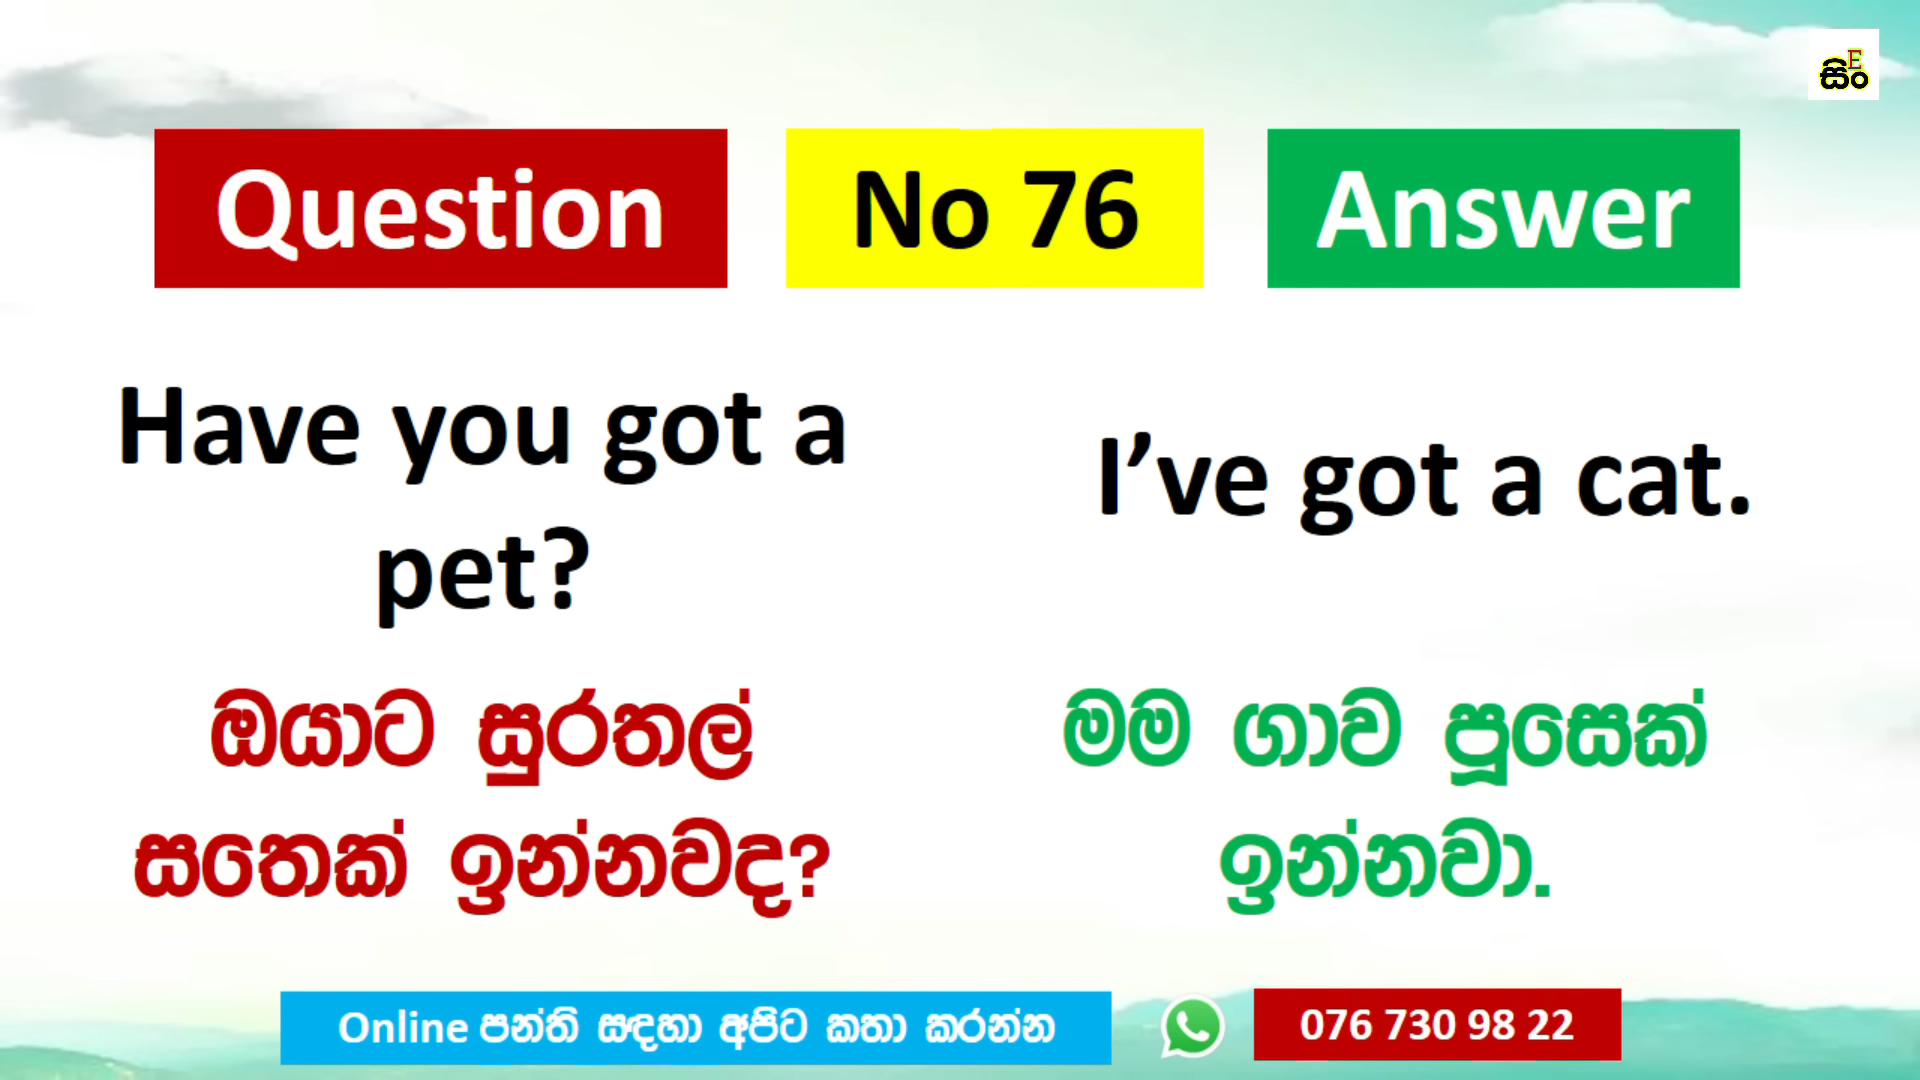 සිං
E
Question
No 76
Answer
Have you got a
pet?
I’ve got a cat.
ඔයාට සුරතල්
සතෙක් ඉන්නවද?
මම ගාව පූසෙක්
ඉන්නවා.
Online පන්ති සඳහා අපිට කතා කරන්න
076 730 98 22